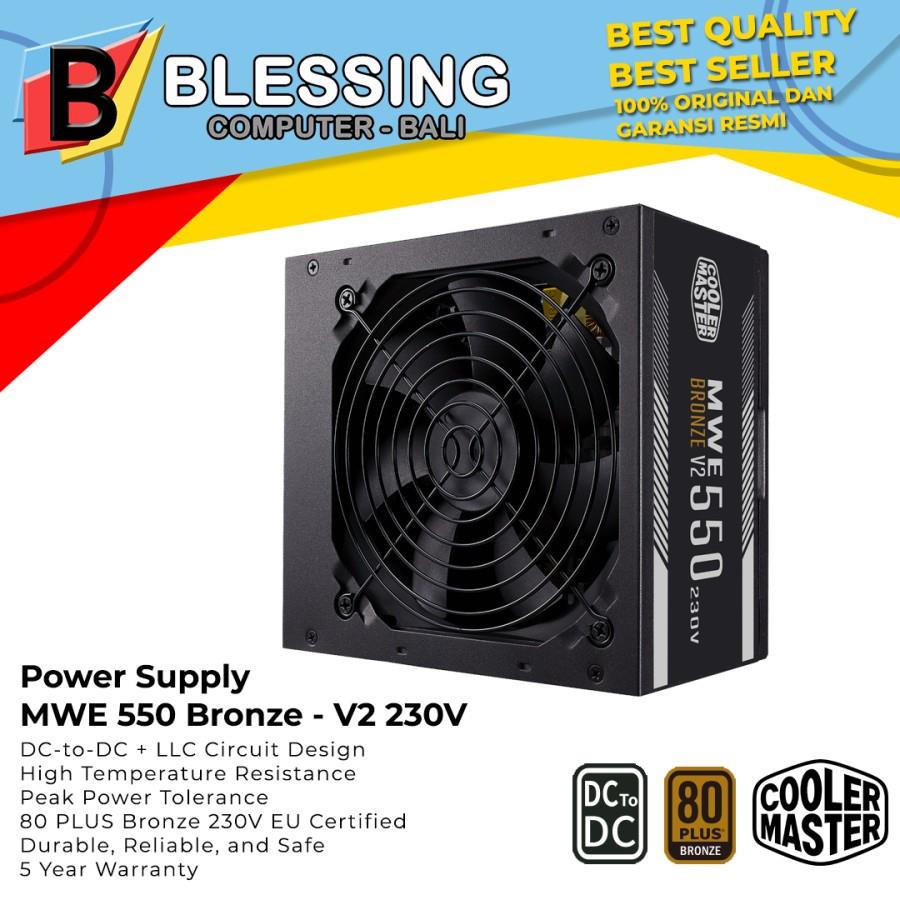 B
BLESSING
COMPUTER - BALI
BEST QUALITY
BEST SELLER
100% ORIGINAL DAN
GARANSI RESMI
COOLER
MASTER
MWE 550
BRONZE V2
230V
Power Supply
MWE 550 Bronze - V2 230V
DC-to-DC + LLC Circuit Design
High Temperature Resistance
Peak Power Tolerance
80 PLUS Bronze 230V EU Certified
Durable, Reliable, and Safe
5 Year Warranty
DC To
DC
80
PLUS
BRONZE
COOLER
MASTER